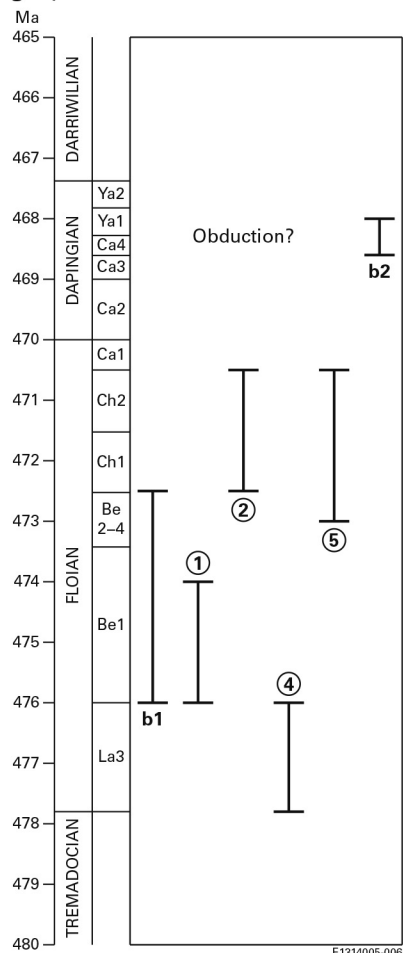 Ma
465
466
467
468
469
470
471
472
473
474
475
476
477
478
479
480
DARRIWILIAN
DAPINGIAN
FLOIAN
TREMADOCIAN
Ya2
Ya1
Ca4
Ca3
Ca2
Ca1
Ch2
Ch1
Be
2–4
Be1
La3
Obduction?
b2
2
5
1
4
b1
F1314005-006